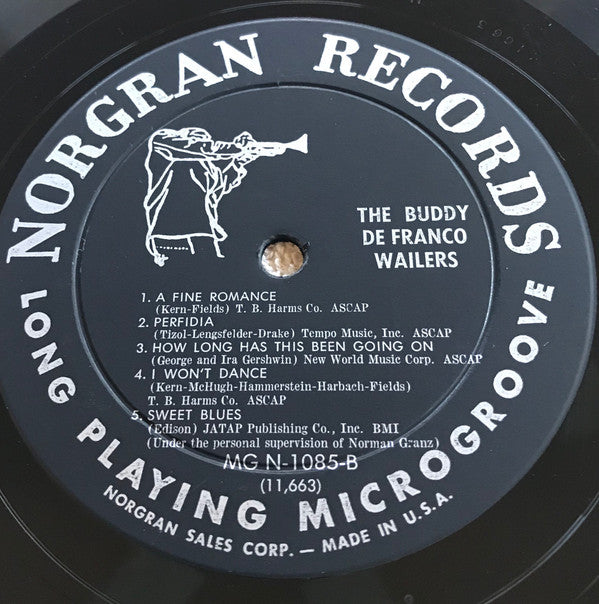 NORGRAN RECORDS
THE BUDDY
DE FRANCO
WAILERS
1. A FINE ROMANCE
(Kern-Fields) T. B. Harms Co. ASCAP
2. PERFIDIA
(Tizol-Lengsfelder-Drake) Tempo Music, Inc. ASCAP
3. HOW LONG HAS THIS BEEN GOING ON
(George and Ira Gershwin) New World Music Corp. ASCAP
4. I WON'T DANCE
(Kern-McHugh-Hammerstein-Harbach-Fields)
T. B. Harms Co. ASCAP
5. SWEET BLUES
(Edison) JATAP Publishing Co., Inc. BMI
(Under the personal supervision of Norman Granz)
MG N-1085-B
(11,663)
LONG PLAYING MICROGROOVE
NORGRAN SALES CORP. — MADE IN U.S.A.